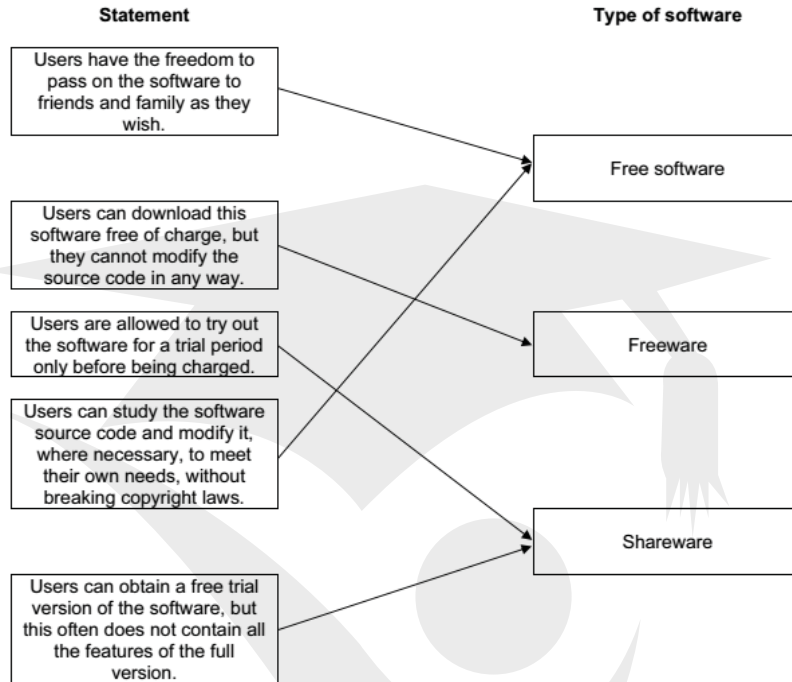 Statement
Type of software
Users have the freedom to
pass on the software to
friends and family as they
wish.
Free software
Users can download this
software free of charge, but
they cannot modify the
source code in any way.
Users are allowed to try out
the software for a trial period
only before being charged.
Freeware
Users can study the software
source code and modify it,
where necessary, to meet
their own needs, without
breaking copyright laws.
Shareware
Users can obtain a free trial
version of the software, but
this often does not contain all
the features of the full
version.